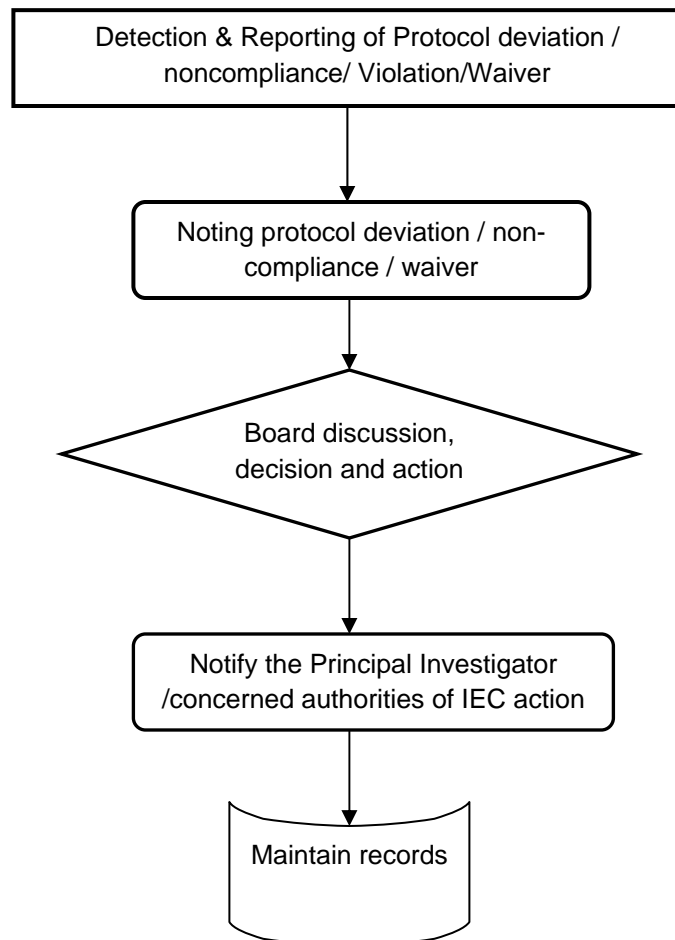 Detection & Reporting of Protocol deviation /
noncompliance/ Violation/Waiver
Noting protocol deviation / non-
compliance / waiver
Board discussion,
decision and action
Notify the Principal Investigator
/concerned authorities of IEC action
Maintain records